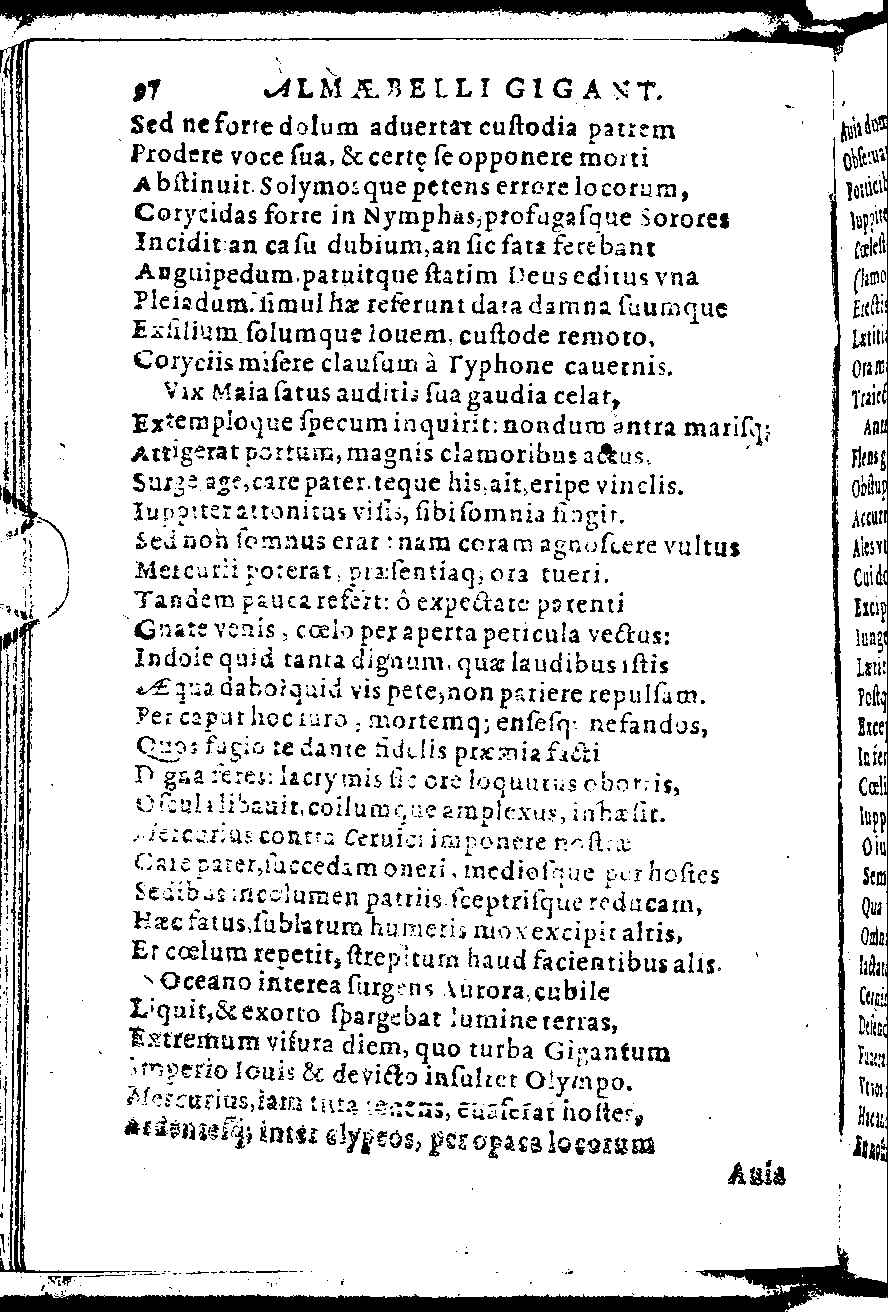 97 ALMÆBELLI GIGANT.
Sed ne forte dolum aduertat cuſtodia patrem
Prodere voce ſua, & certę ſe opponere morti
Abſtinuit. Solymoſque petens errore locorum,
Corycidas forte in Nymphas, profugaſque Sorores
Incidit: an caſu dubium, an ſic fata ferebant
Anguipedum. patuitque ſtatim Deus editus vna
Pleiadum. ſimul hæ referunt data damna ſuumque
Exſilium ſolumque Iouem, cuſtode remoto,
Coryciis miſere clauſum à Typhone cauernis.
Vix Maia ſatus auditis ſua gaudia celat,
Extemploque ſpecum inquirit: nondum antra mariſq;
Attigerat portum, magnis clamoribus actus,
Surge age, care pater. teque his, ait, eripe vinclis.
Iuppiter attonitus viſis, ſibi ſomnia fingit.
Sed non ſomnus erat: nam coram agnoſcere vultus
Mercurii poterat, præſentiaq; ora tueri.
Tandem pauca refert: ô expectate parenti
Gnate venis, cœlo per aperta pericula vectus:
Indole quid tanta dignum, quæ laudibus iſtis
Æqua dabo? quid vis pete, non patiere repulſam.
Per caput hoc iuro, mortemq; enſeſq; nefandos,
Quos fugio te dante fidelis præmia facti
Digna feres: lacrymis ſic ore loquutus obortis,
Oſcula libauit. collumque amplexus, inhæſit.
Mercurius contra Ceruici imponere noſtræ
Care pater, ſuccedam oneri, medioſque per hoſtes
Sedibus incolumen patriis ſceptriſque reducam,
Hæc fatus, ſublatum humeris mox excipit altis,
Et cœlum repetit, ſtrepitum haud facientibus alis.
Oceano interea ſurgens Aurora, cubile
Liquit, & exorto ſpargebat lumine terras,
Extremum viſura diem, quo turba Gigantum
Imperio Iouis & devicto inſultet Olympo.
Mercurius, iam tuta tenens, euaſerat hoſtes,
Ardenteſq; inter clypeos, per opaca locorum
Auia